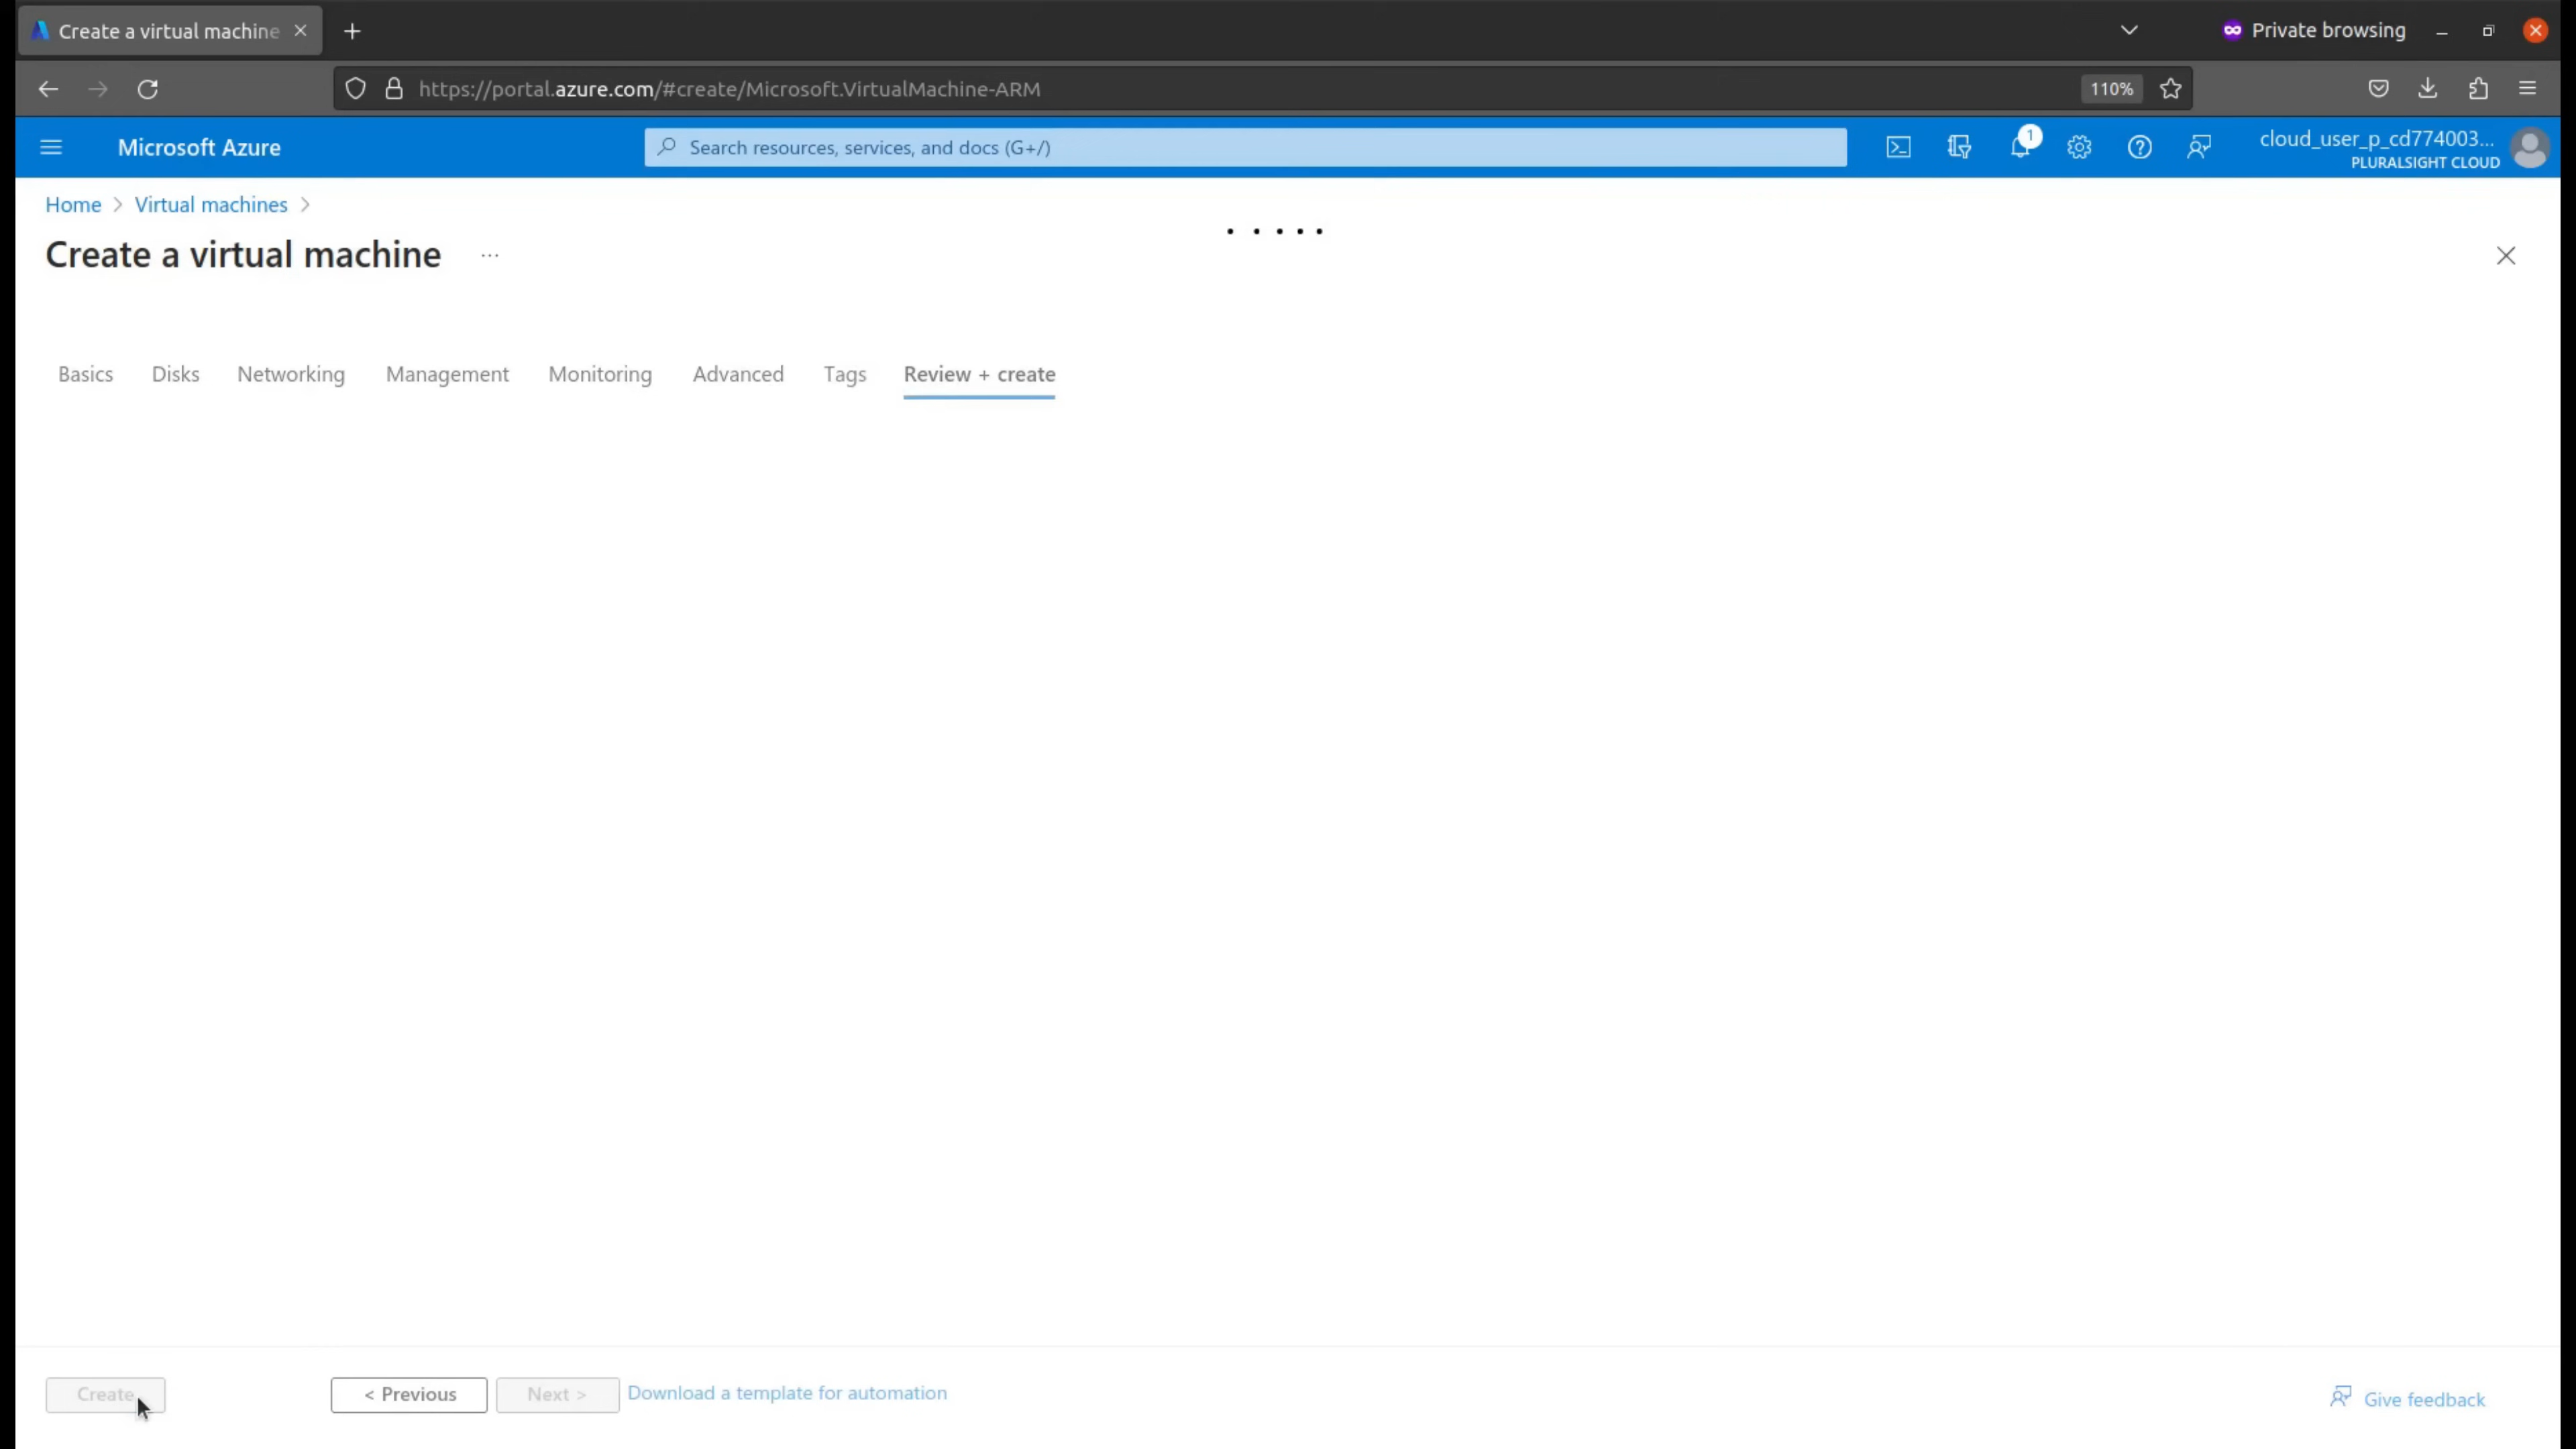 Create a virtual machine
Private browsing
https://portal.azure.com/#create/Microsoft.VirtualMachine-ARM
110%
Microsoft Azure
Search resources, services, and docs (G+/)
1
cloud_user_p_cd774003...
PLURALSIGHT CLOUD
Home > Virtual machines >
Create a virtual machine ...
Basics Disks Networking Management Monitoring Advanced Tags Review + create
Create < Previous Next > Download a template for automation Give feedback